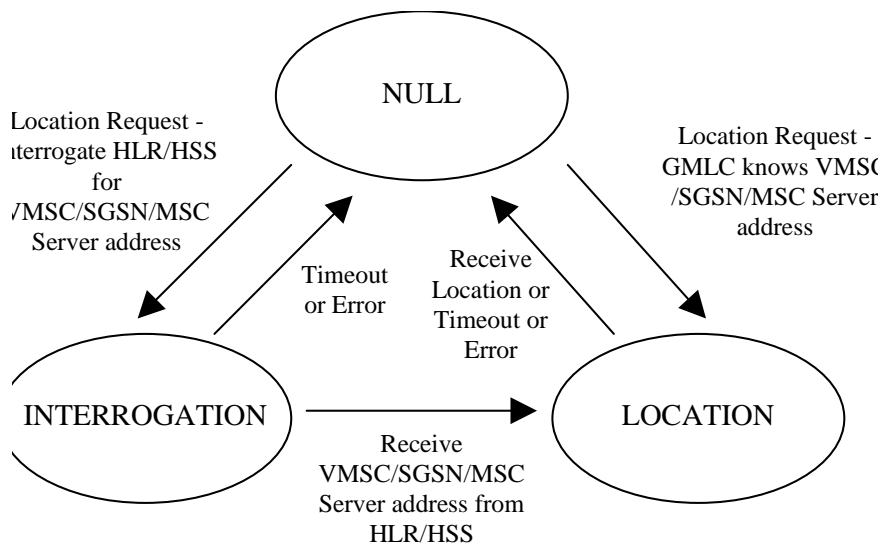 NULL
Location Request -
nterrogate HLR/HSS
for
VMSC/SGSN/MSC
Server address
Location Request -
GMLC knows VMSC
/SGSN/MSC Server
address
Timeout
or Error
Receive
Location or
Timeout or
Error
INTERROGATION
LOCATION
Receive
VMSC/SGSN/MSC
Server address from
HLR/HSS